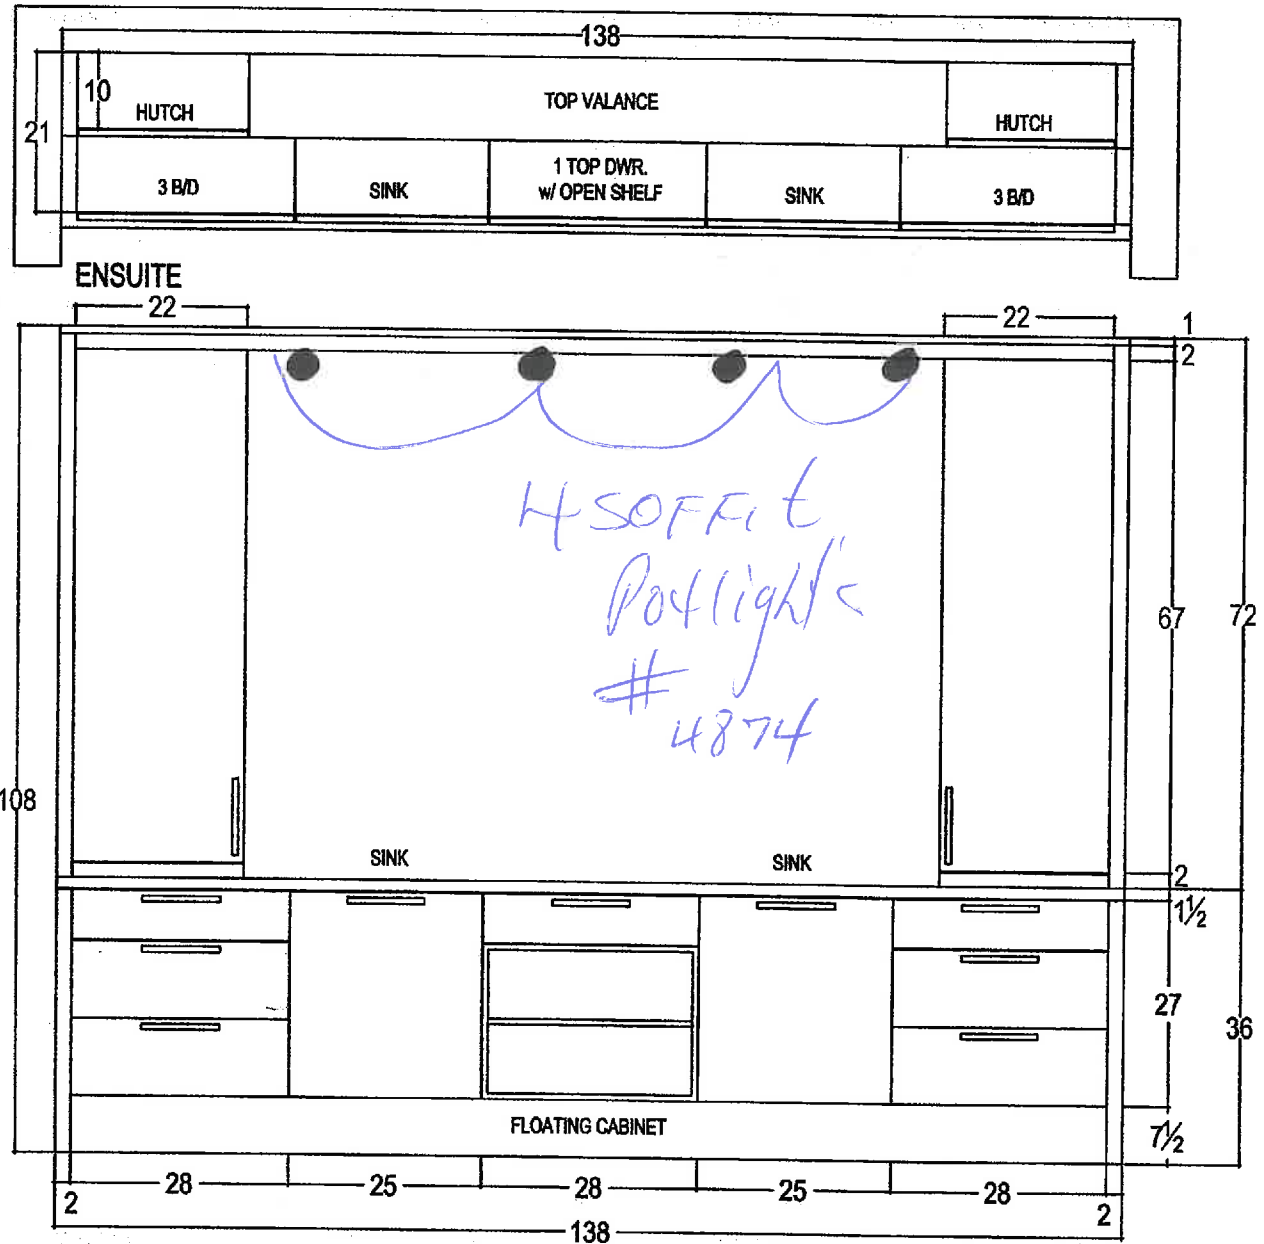 138
10
HUTCH
TOP VALANCE
HUTCH
21
3 B/D
SINK
1 TOP DWR.
w/ OPEN SHELF
SINK
3 B/D
ENSUITE
22
22
1
2
4 SOFFit
Potlight's
#
4874
67
72
108
SINK
SINK
2
1½
27
36
FLOATING CABINET
7½
28
25
28
25
28
2
2
138